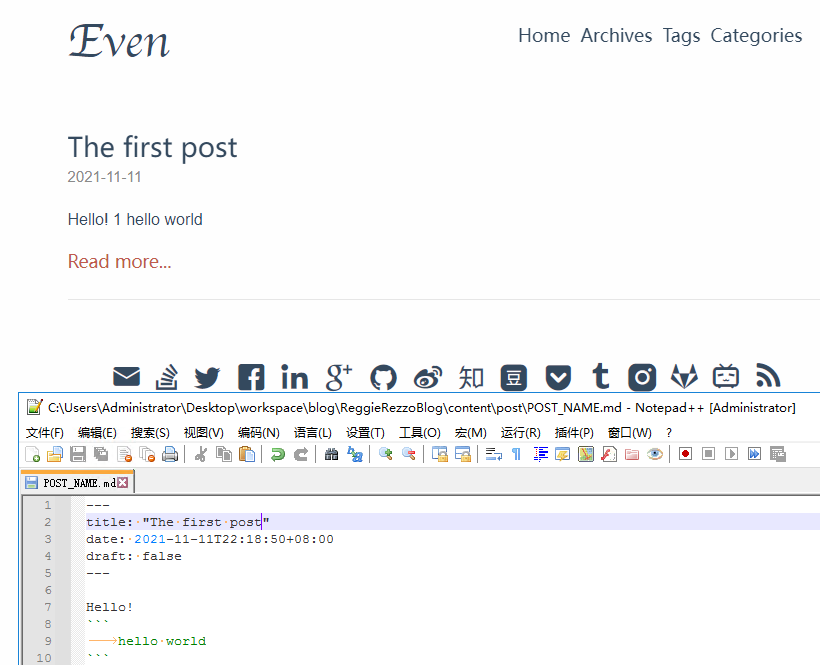 Even
Home Archives Tags Categories
The first post
2021-11-11
Hello! 1 hello world
Read more...
知 豆
C:\Users\Administrator\Desktop\workspace\blog\ReggieRezzoBlog\content\post\POST_NAME.md - Notepad++ [Administrator]
文件(F) 编辑(E) 搜索(S) 视图(V) 编码(N) 语言(L) 设置(T) 工具(O) 宏(M) 运行(R) 插件(P) 窗口(W) ?
POST_NAME.md
1 ---
2 title: "The first post"
3 date: 2021-11-11T22:18:50+08:00
4 draft: false
5 ---
6
7 Hello!
8 ```
9 hello world
10 ```